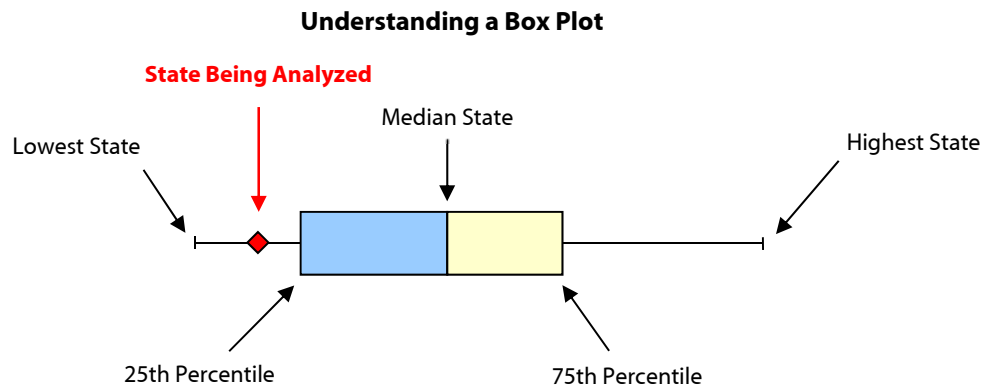 Understanding a Box Plot
State Being Analyzed
Median State
Lowest State
Highest State
25th Percentile
75th Percentile